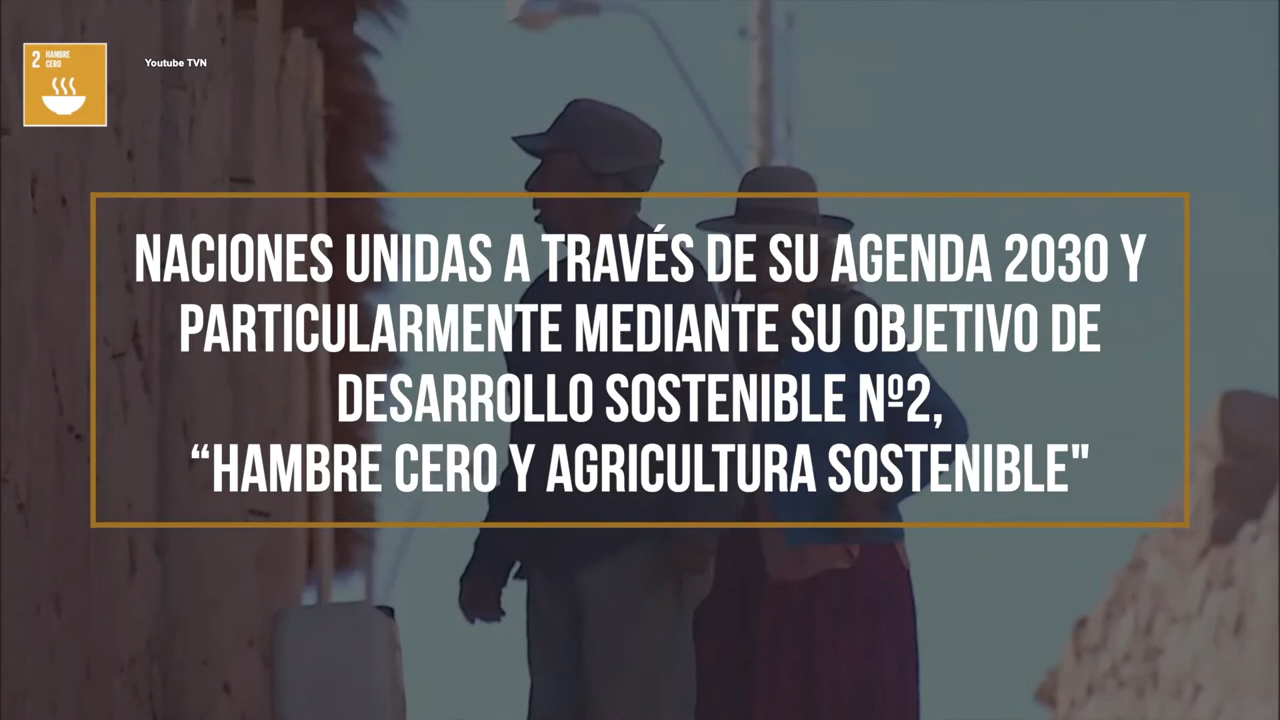 2 HAMBRE
CERO
Youtube TVN
NACIONES UNIDAS A TRAVÉS DE SU AGENDA 2030 Y
PARTICULARMENTE MEDIANTE SU OBJETIVO DE
DESARROLLO SOSTENIBLE Nº2,
“HAMBRE CERO Y AGRICULTURA SOSTENIBLE"